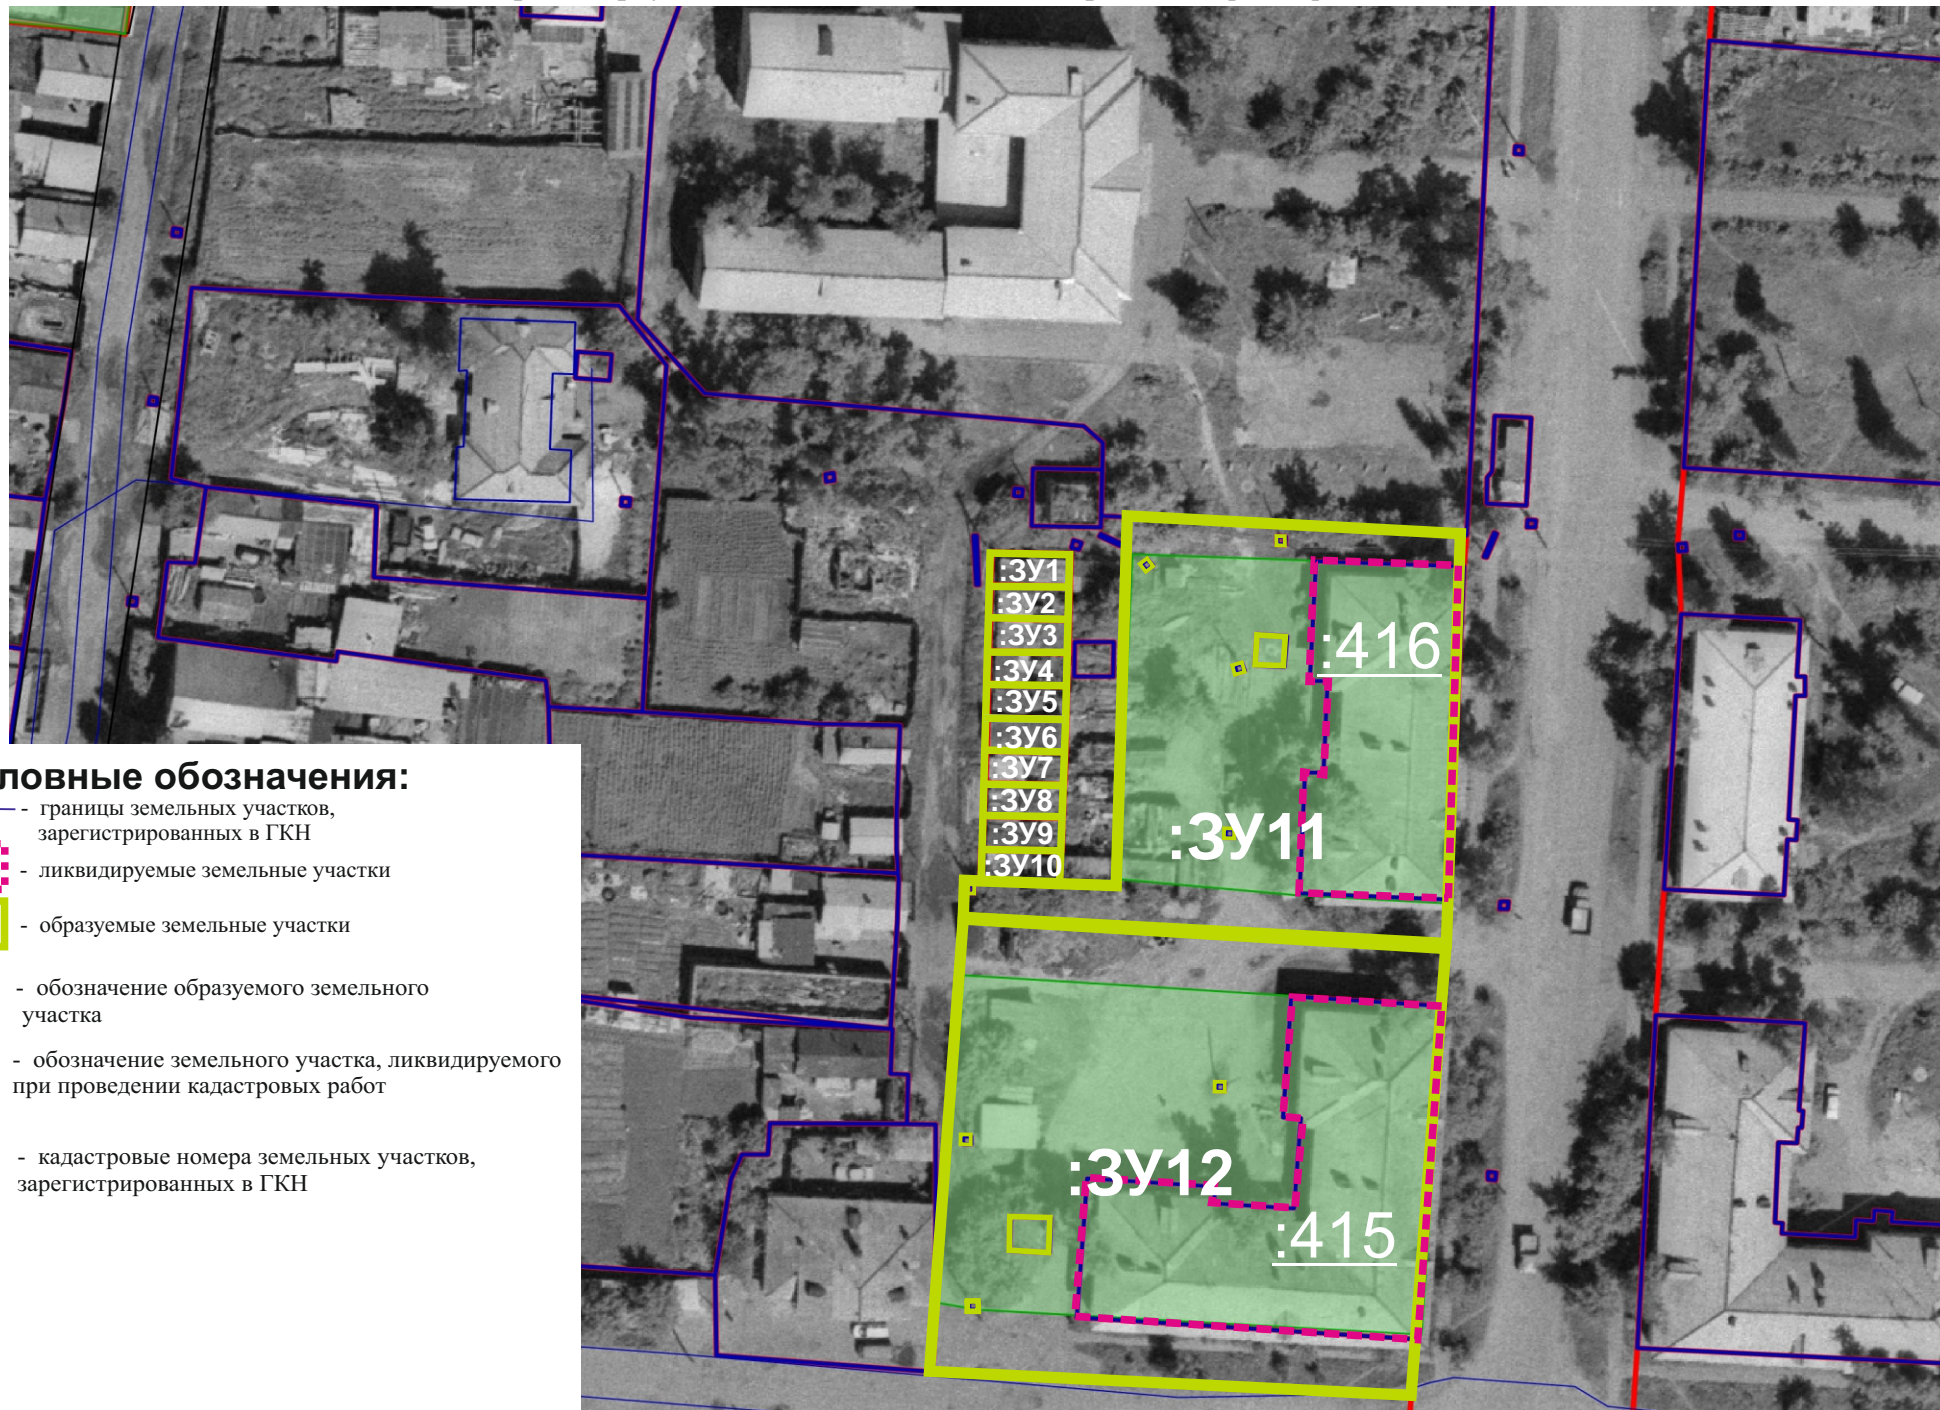 :ЗУ1
:ЗУ2
:ЗУ3
:ЗУ4
:ЗУ5
:ЗУ6
:ЗУ7
:ЗУ8
:ЗУ9
:ЗУ10
:416
:ЗУ11
:ЗУ12
:415
ловные обозначения:
- границы земельных участков,
зарегистрированных в ГКН
- ликвидируемые земельные участки
- образуемые земельные участки
- обозначение образуемого земельного
участка
- обозначение земельного участка, ликвидируемого
при проведении кадастровых работ
- кадастровые номера земельных участков,
зарегистрированных в ГКН